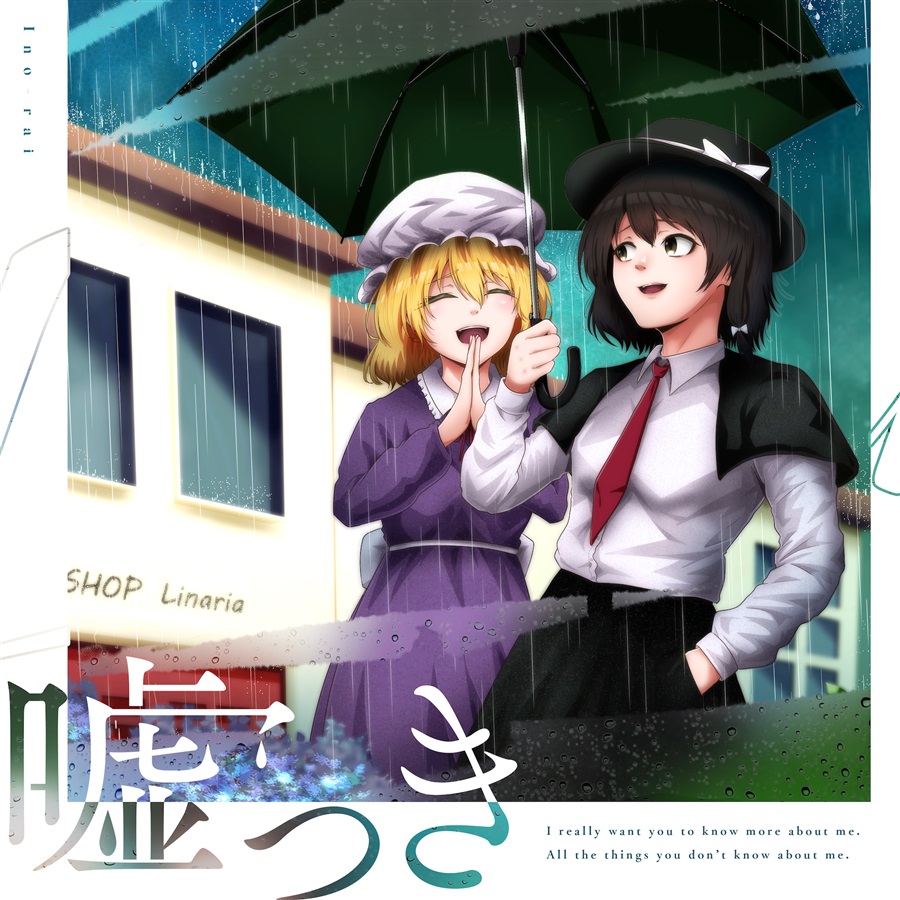 Ino-rai
SHOP Linaria
嘘つき
I really want you to know more about me.
All the things you don't know about me.